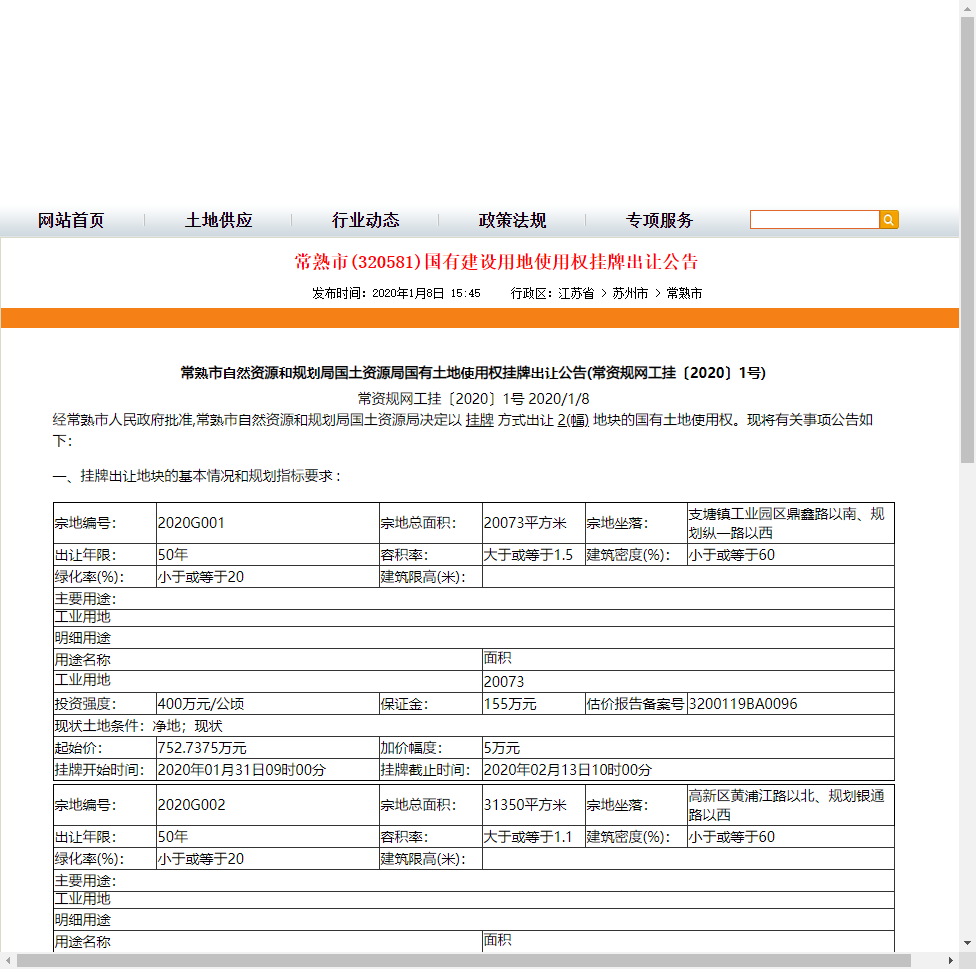 网站首页 土地供应 行业动态 政策法规 专项服务
常熟市(320581)国有建设用地使用权挂牌出让公告
发布时间：2020年1月8日 15:45 行政区：江苏省 > 苏州市 > 常熟市
常熟市自然资源和规划局国土资源局国有土地使用权挂牌出让公告(常资规网工挂〔2020〕1号)
常资规网工挂〔2020〕1号 2020/1/8
经常熟市人民政府批准,常熟市自然资源和规划局国土资源局决定以 挂牌 方式出让 2(幅) 地块的国有土地使用权。现将有关事项公告如
下：
一、挂牌出让地块的基本情况和规划指标要求：
宗地编号： 2020G001 宗地总面积： 20073平方米 宗地坐落： 支塘镇工业园区鼎鑫路以南、规
划纵一路以西
出让年限： 50年 容积率： 大于或等于1.5 建筑密度(%)： 小于或等于60
绿化率(%)： 小于或等于20 建筑限高(米)：
主要用途：
工业用地
明细用途
用途名称 面积
工业用地 20073
投资强度： 400万元/公顷 保证金： 155万元 估价报告备案号 3200119BA0096
现状土地条件：净地；现状
起始价： 752.7375万元 加价幅度： 5万元
挂牌开始时间： 2020年01月31日09时00分 挂牌截止时间： 2020年02月13日10时00分
宗地编号： 2020G002 宗地总面积： 31350平方米 宗地坐落： 高新区黄浦江路以北、规划银通
路以西
出让年限： 50年 容积率： 大于或等于1.1 建筑密度(%)： 小于或等于60
绿化率(%)： 小于或等于20 建筑限高(米)：
主要用途：
工业用地
明细用途
用途名称 面积